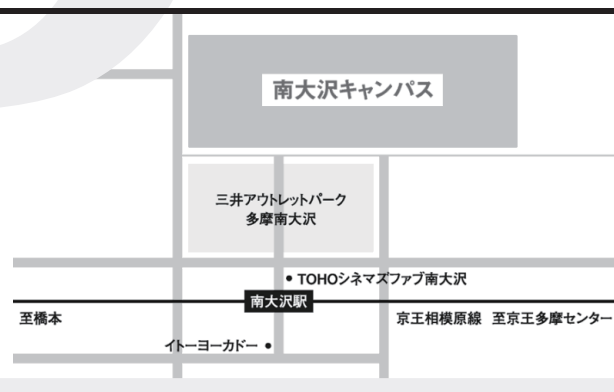 南大沢キャンパス
三井アウトレットパーク
多摩南大沢
TOHOシネマズファブ南大沢
南大沢駅
至橋本
京王相模原線 至京王多摩センター
イトーヨーカドー